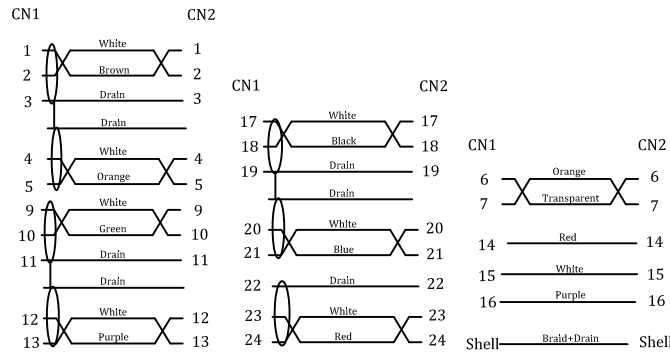 CN1 CN2
1 White 1
2 Brown 2
3 Drain 3
Drain
4 White 4
5 Orange 5
9 White 9
10 Green 10
11 Drain 11
Drain
12 White 12
13 Purple 13
CN1 CN2
17 White 17
18 Black 18
19 Drain 19
Drain
20 White 20
21 Blue 21
22 Drain 22
23 White 23
24 Red 24
CN1 CN2
6 Orange 6
7 Transparent 7
14 Red 14
15 White 15
16 Purple 16
Shell Braid+Drain Shell